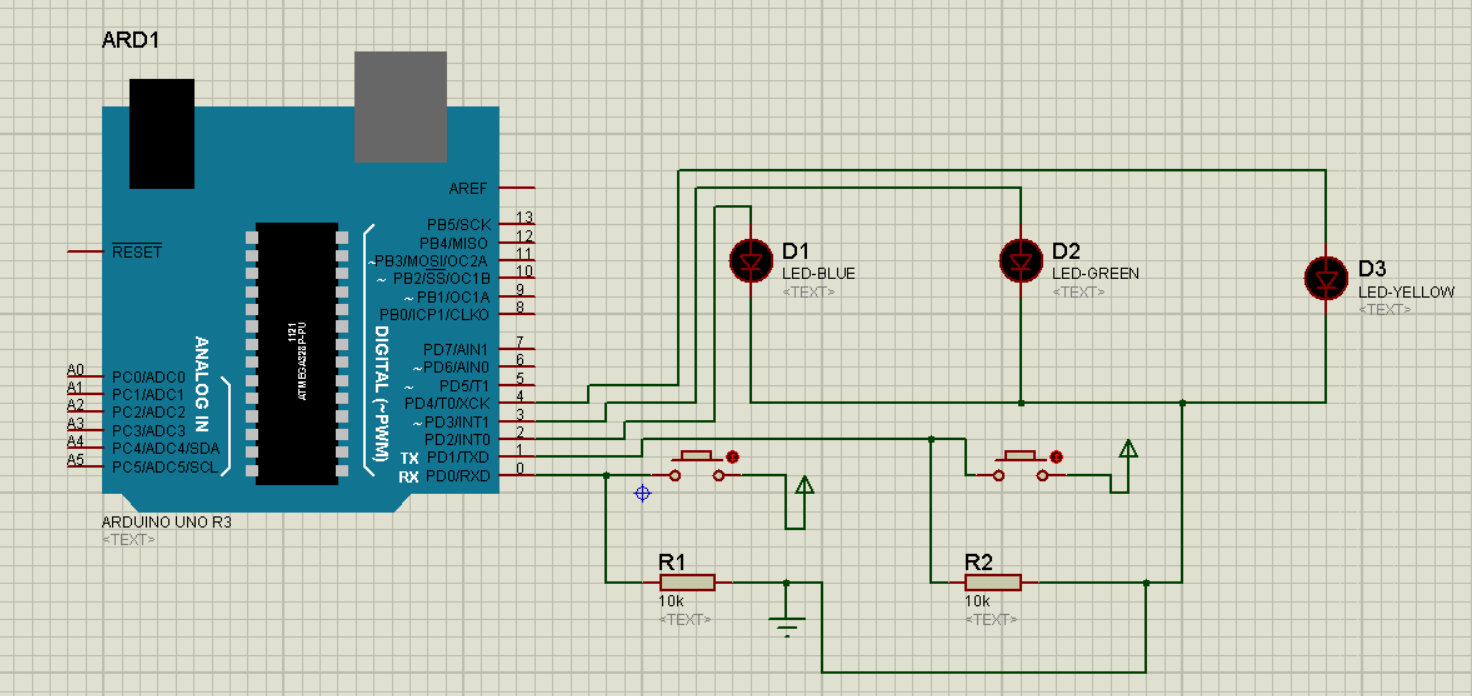 ARD1
AREF
PB5/SCK 13
PB4/MISO 12
~PB3/MOSI/OC2A 11
~ PB2/SS/OC1B 10
~ PB1/OC1A 9
PB0/ICP1/CLKO 8
PD7/AIN1 7
~PD6/AIN0 6
~ PD5/T1 5
PD4/T0/XCK 4
~PD3/INT1 3
PD2/INT0 2
TX PD1/TXD 1
RX PD0/RXD 0
RESET
1121
ATMEGA328P-PU
DIGITAL (~PWM)
ANALOG IN
A0 PC0/ADC0
A1 PC1/ADC1
A2 PC2/ADC2
A3 PC3/ADC3
A4 PC4/ADC4/SDA
A5 PC5/ADC5/SCL
ARDUINO UNO R3
<TEXT>
D1
LED-BLUE
<TEXT>
D2
LED-GREEN
<TEXT>
D3
LED-YELLOW
<TEXT>
R1
10k
<TEXT>
R2
10k
<TEXT>